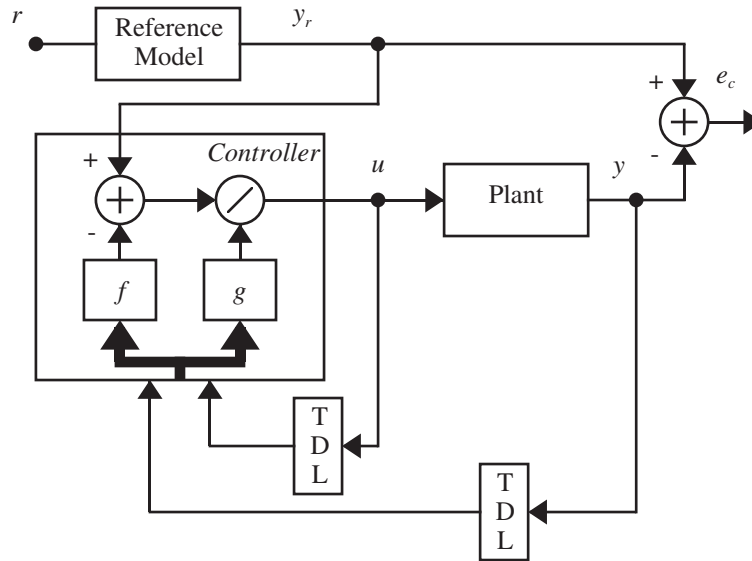 r
Reference
Model
y_r
+
e_c
-
Controller
+
-
f
g
u
Plant
y
T
D
L
T
D
L